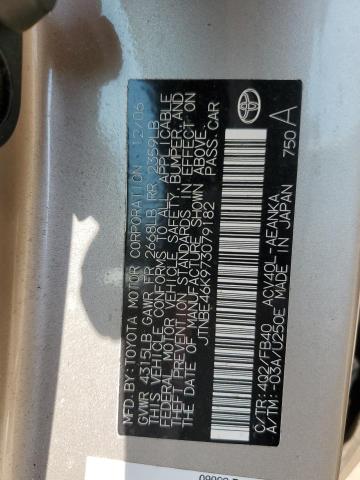 MFD. BY: TOYOTA MOTOR CORPORATION 12/06
GVWR 4315LB GAWR FR 2668LB RR 2359LB
THIS VEHICLE CONFORMS TO ALL APPLICABLE
FEDERAL MOTOR VEHICLE SAFETY, BUMPER, AND
THEFT PREVENTION STANDARDS IN EFFECT ON
THE DATE OF MANUFACTURE SHOWN ABOVE.
JTNBE46K973079182 PASS.CAR
C/TR: 4Q2/FB40 ACV40L-AEANKA
A/TM: -03A/U250E MADE IN JAPAN
750 A